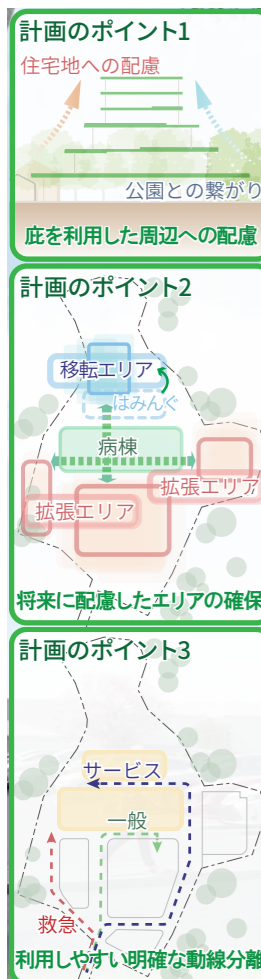 計画のポイント1
住宅地への配慮
公園との繋がり
庇を利用した周辺への配慮
計画のポイント2
移転エリア
はみんぐ
病棟
拡張エリア
拡張エリア
将来に配慮したエリアの確保
計画のポイント3
サービス
一般
救急
利用しやすい明確な動線分離